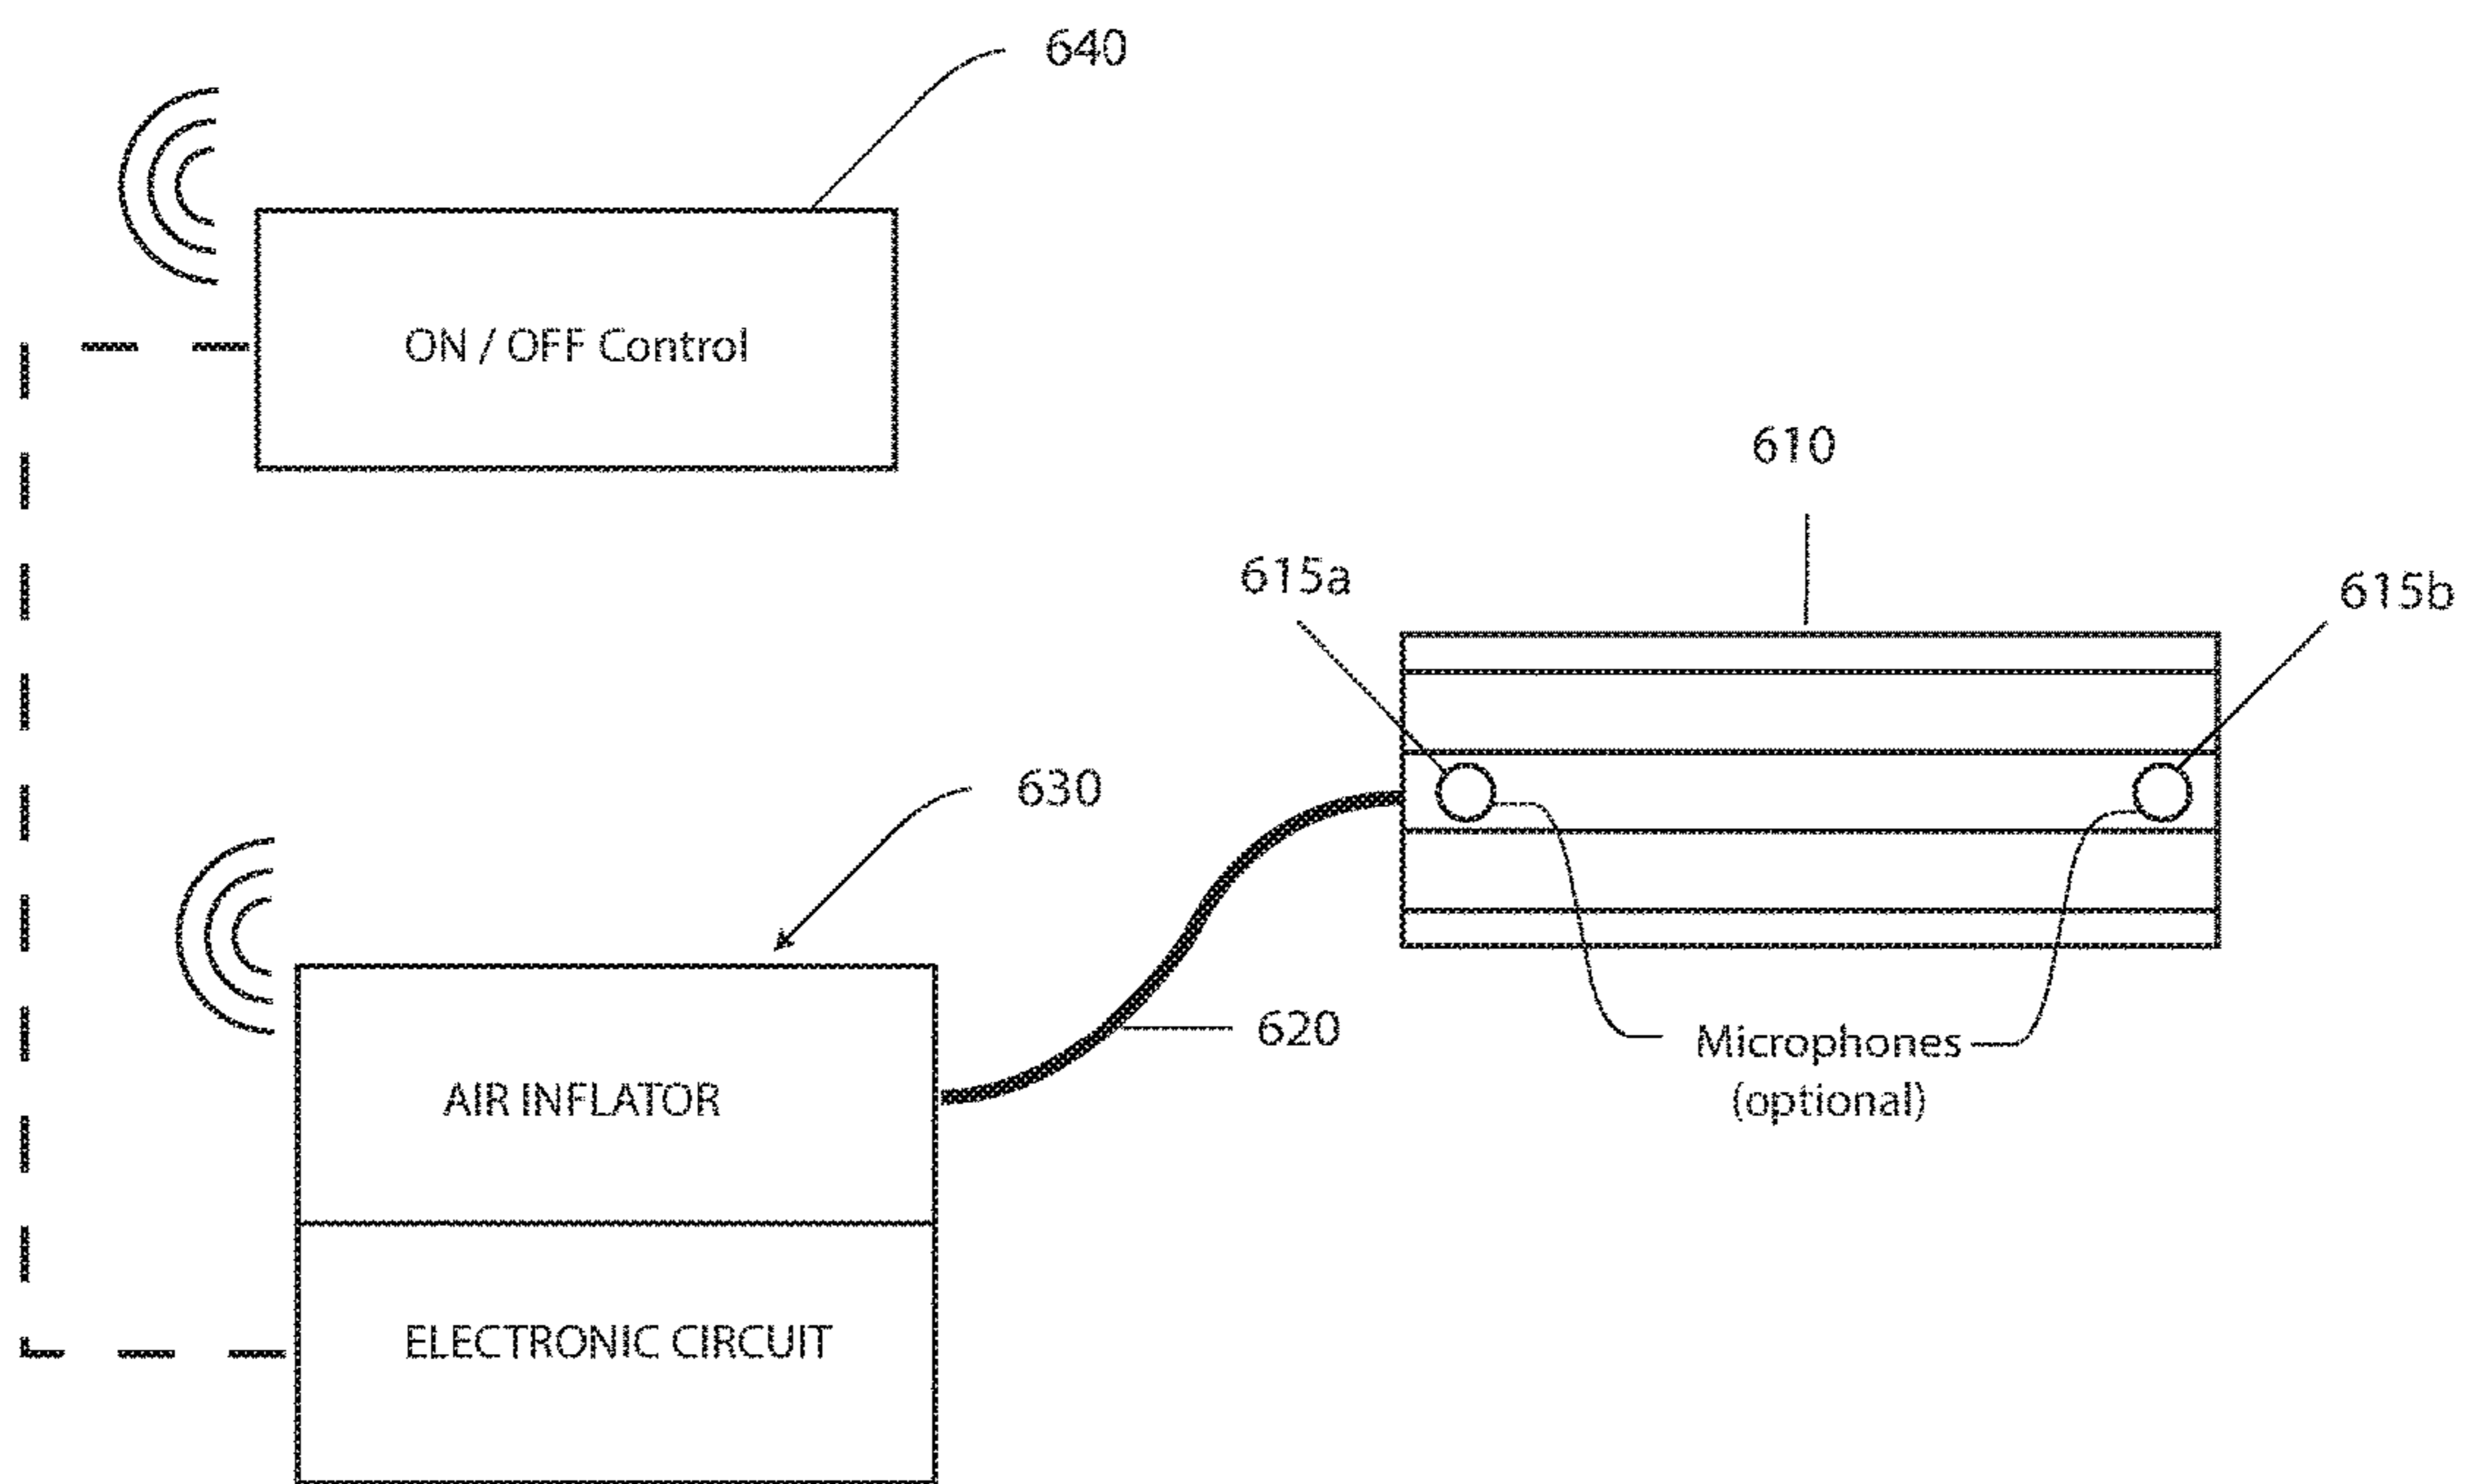 640
ON / OFF Control
610
615a
615b
630
620
Microphones
(optional)
AIR INFLATOR
ELECTRONIC CIRCUIT